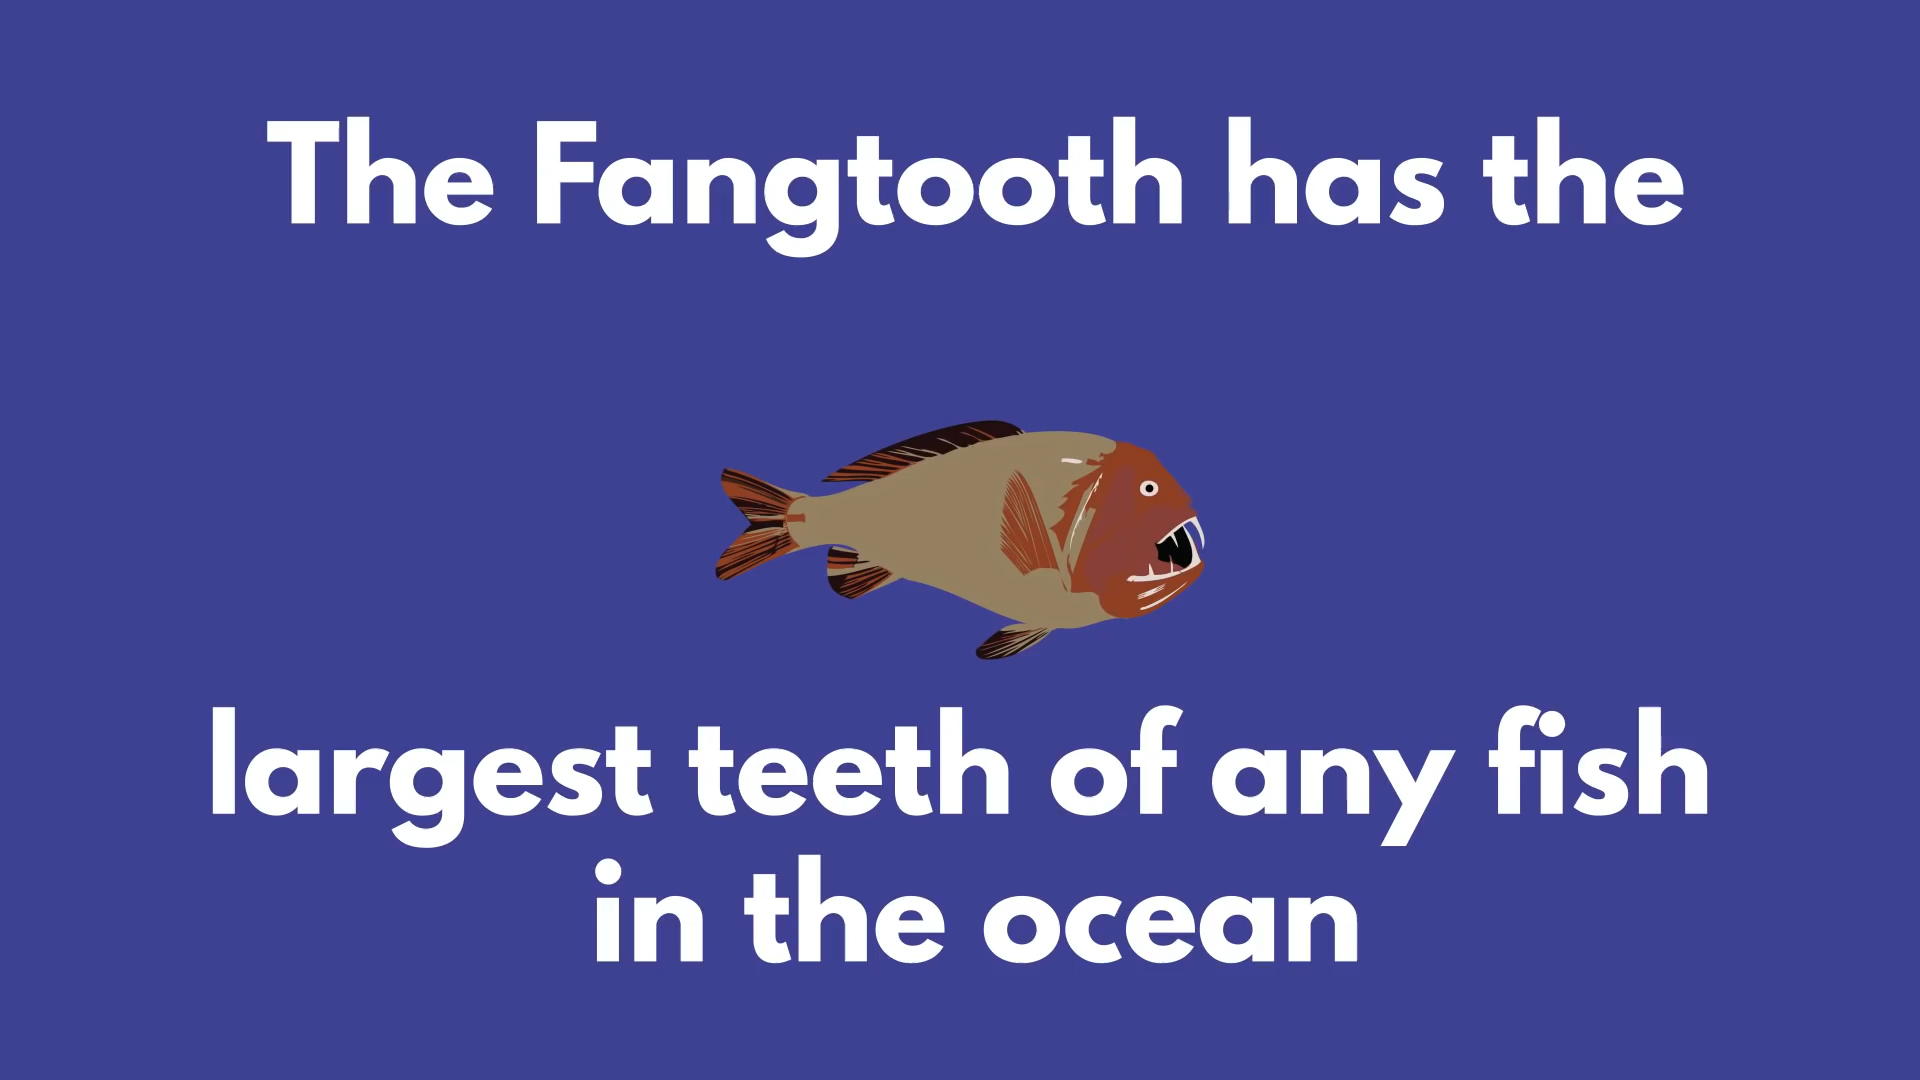 The Fangtooth has the
largest teeth of any fish
in the ocean